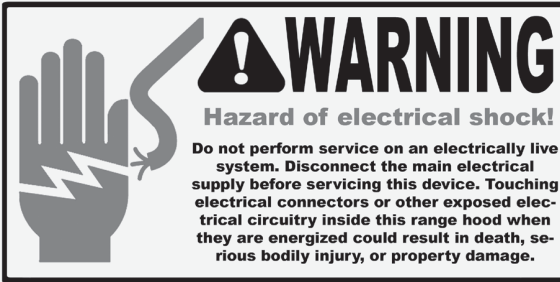 WARNING
Hazard of electrical shock!
Do not perform service on an electrically live
system. Disconnect the main electrical
supply before servicing this device. Touching
electrical connectors or other exposed elec-
trical circuitry inside this range hood when
they are energized could result in death, se-
rious bodily injury, or property damage.